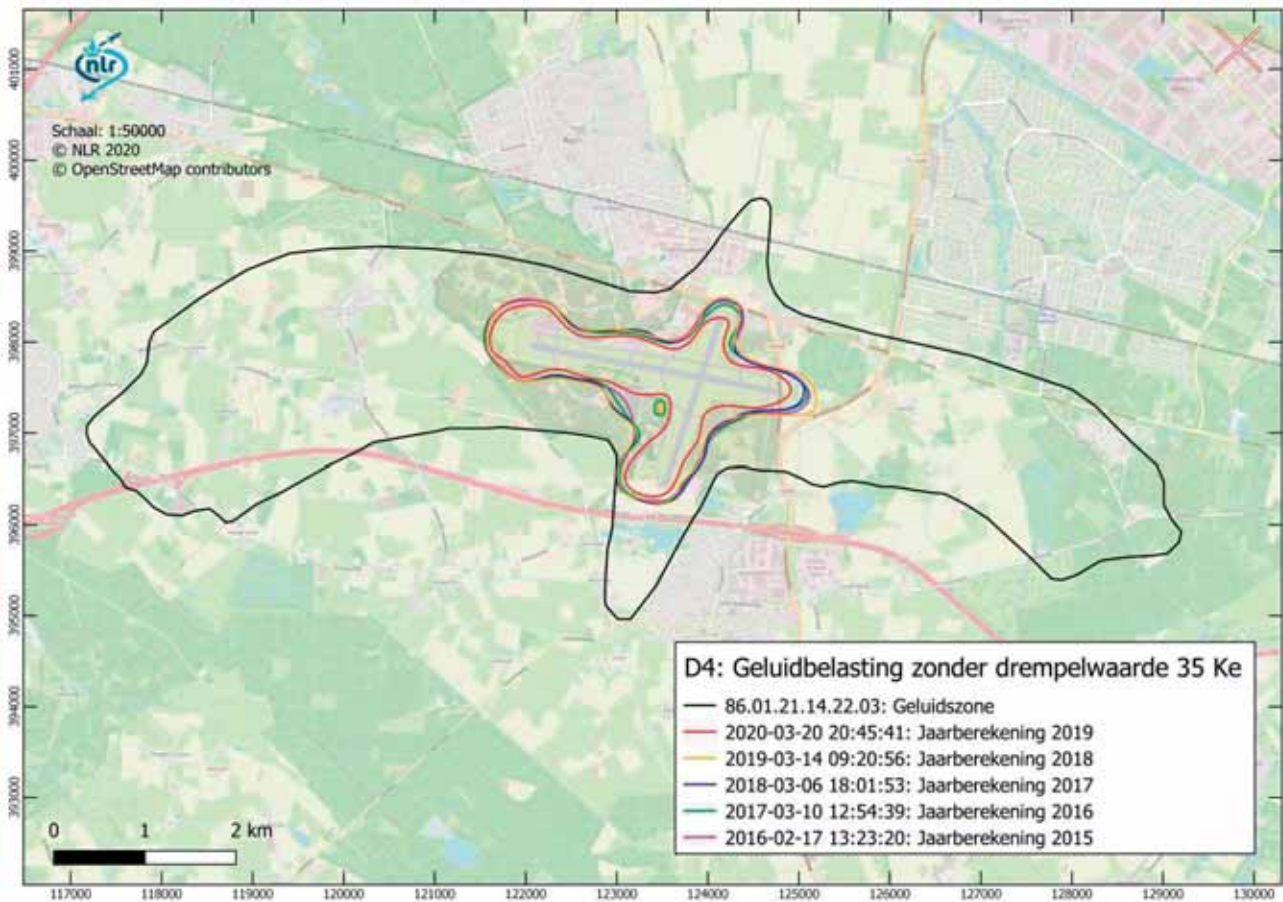 nlr
Schaal: 1:50000
© NLR 2020
© OpenStreetMap contributors
401000
400000
399000
398000
397000
396000
395000
394000
393000
D4: Geluidbelasting zonder drempelwaarde 35 Ke
86.01.21.14.22.03: Geluidszone
2020-03-20 20:45:41: Jaarberekening 2019
2019-03-14 09:20:56: Jaarberekening 2018
2018-03-06 18:01:53: Jaarberekening 2017
2017-03-10 12:54:39: Jaarberekening 2016
2016-02-17 13:23:20: Jaarberekening 2015
0 1 2 km
117000 118000 119000 120000 121000 122000 123000 124000 125000 126000 127000 128000 129000 130000